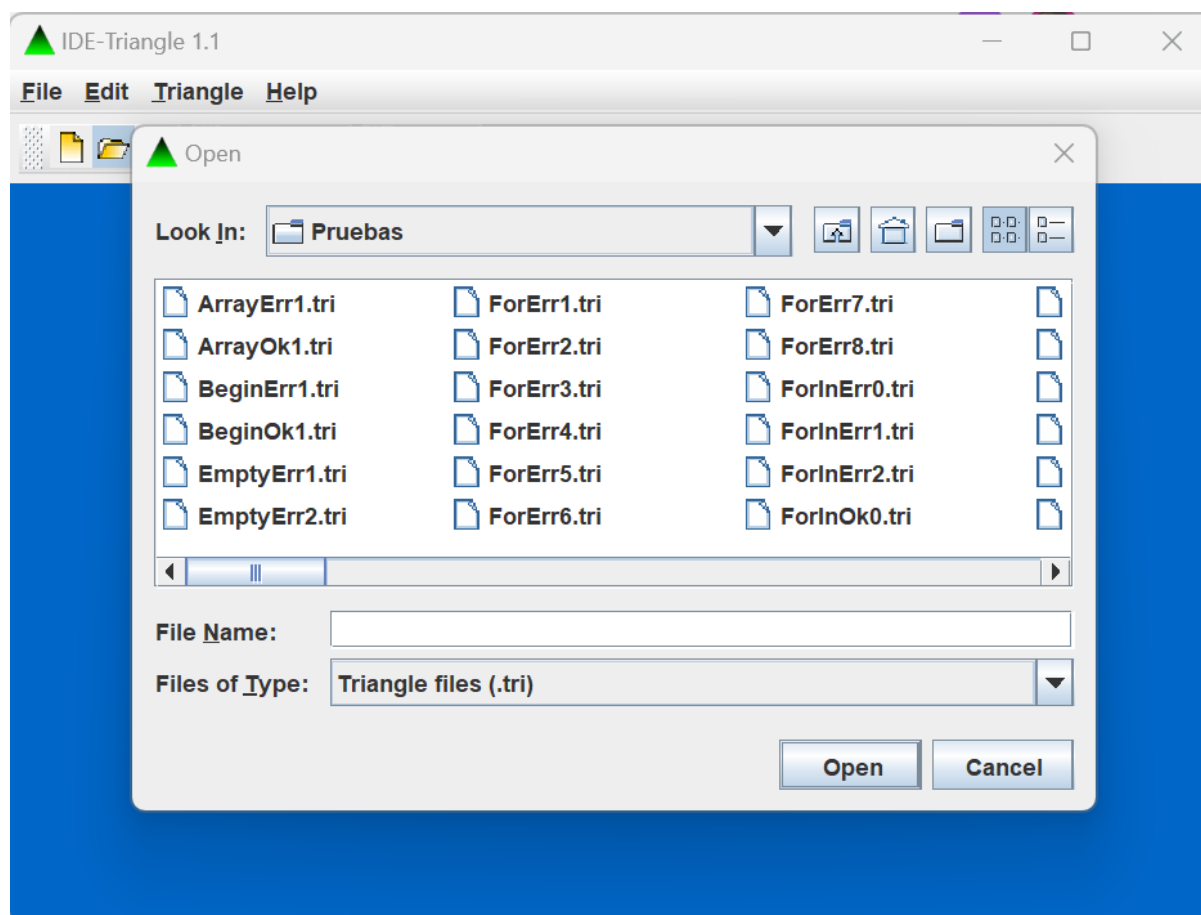 IDE-Triangle 1.1
File Edit Triangle Help
Open
Look In: Pruebas
ArrayErr1.tri ForErr1.tri ForErr7.tri
ArrayOk1.tri ForErr2.tri ForErr8.tri
BeginErr1.tri ForErr3.tri ForInErr0.tri
BeginOk1.tri ForErr4.tri ForInErr1.tri
EmptyErr1.tri ForErr5.tri ForInErr2.tri
EmptyErr2.tri ForErr6.tri ForInOk0.tri
File Name:
Files of Type: Triangle files (.tri)
Open Cancel